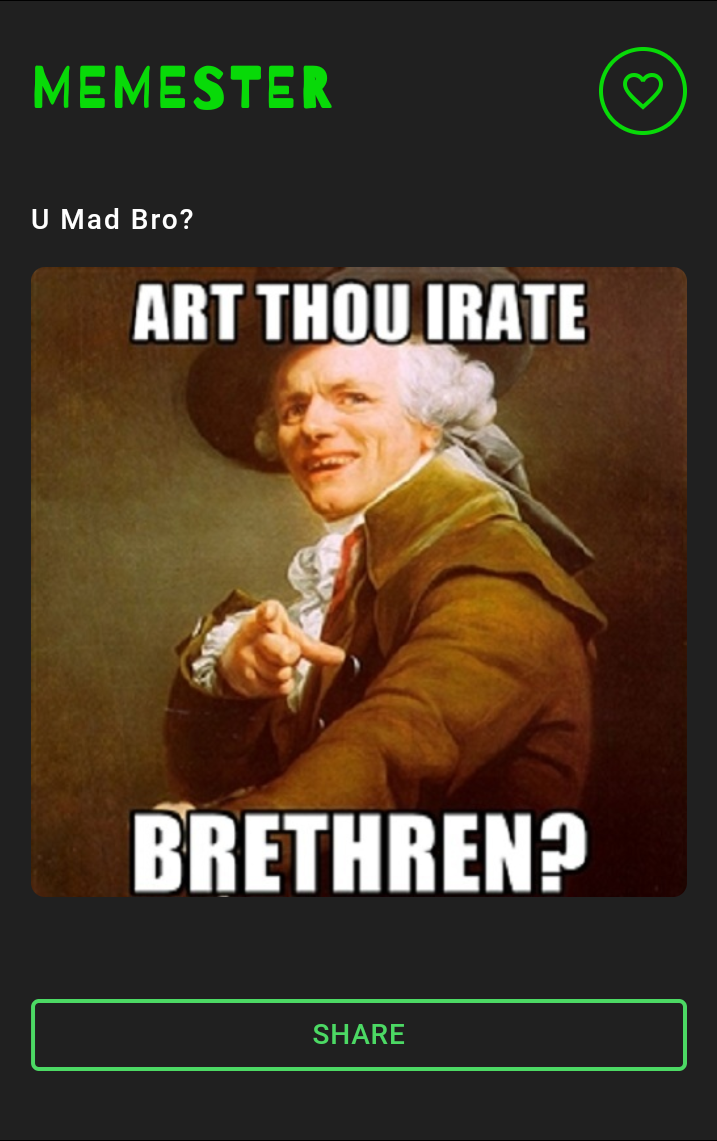 MEMESTER
U Mad Bro?
ART THOU IRATE
BRETHREN?
SHARE